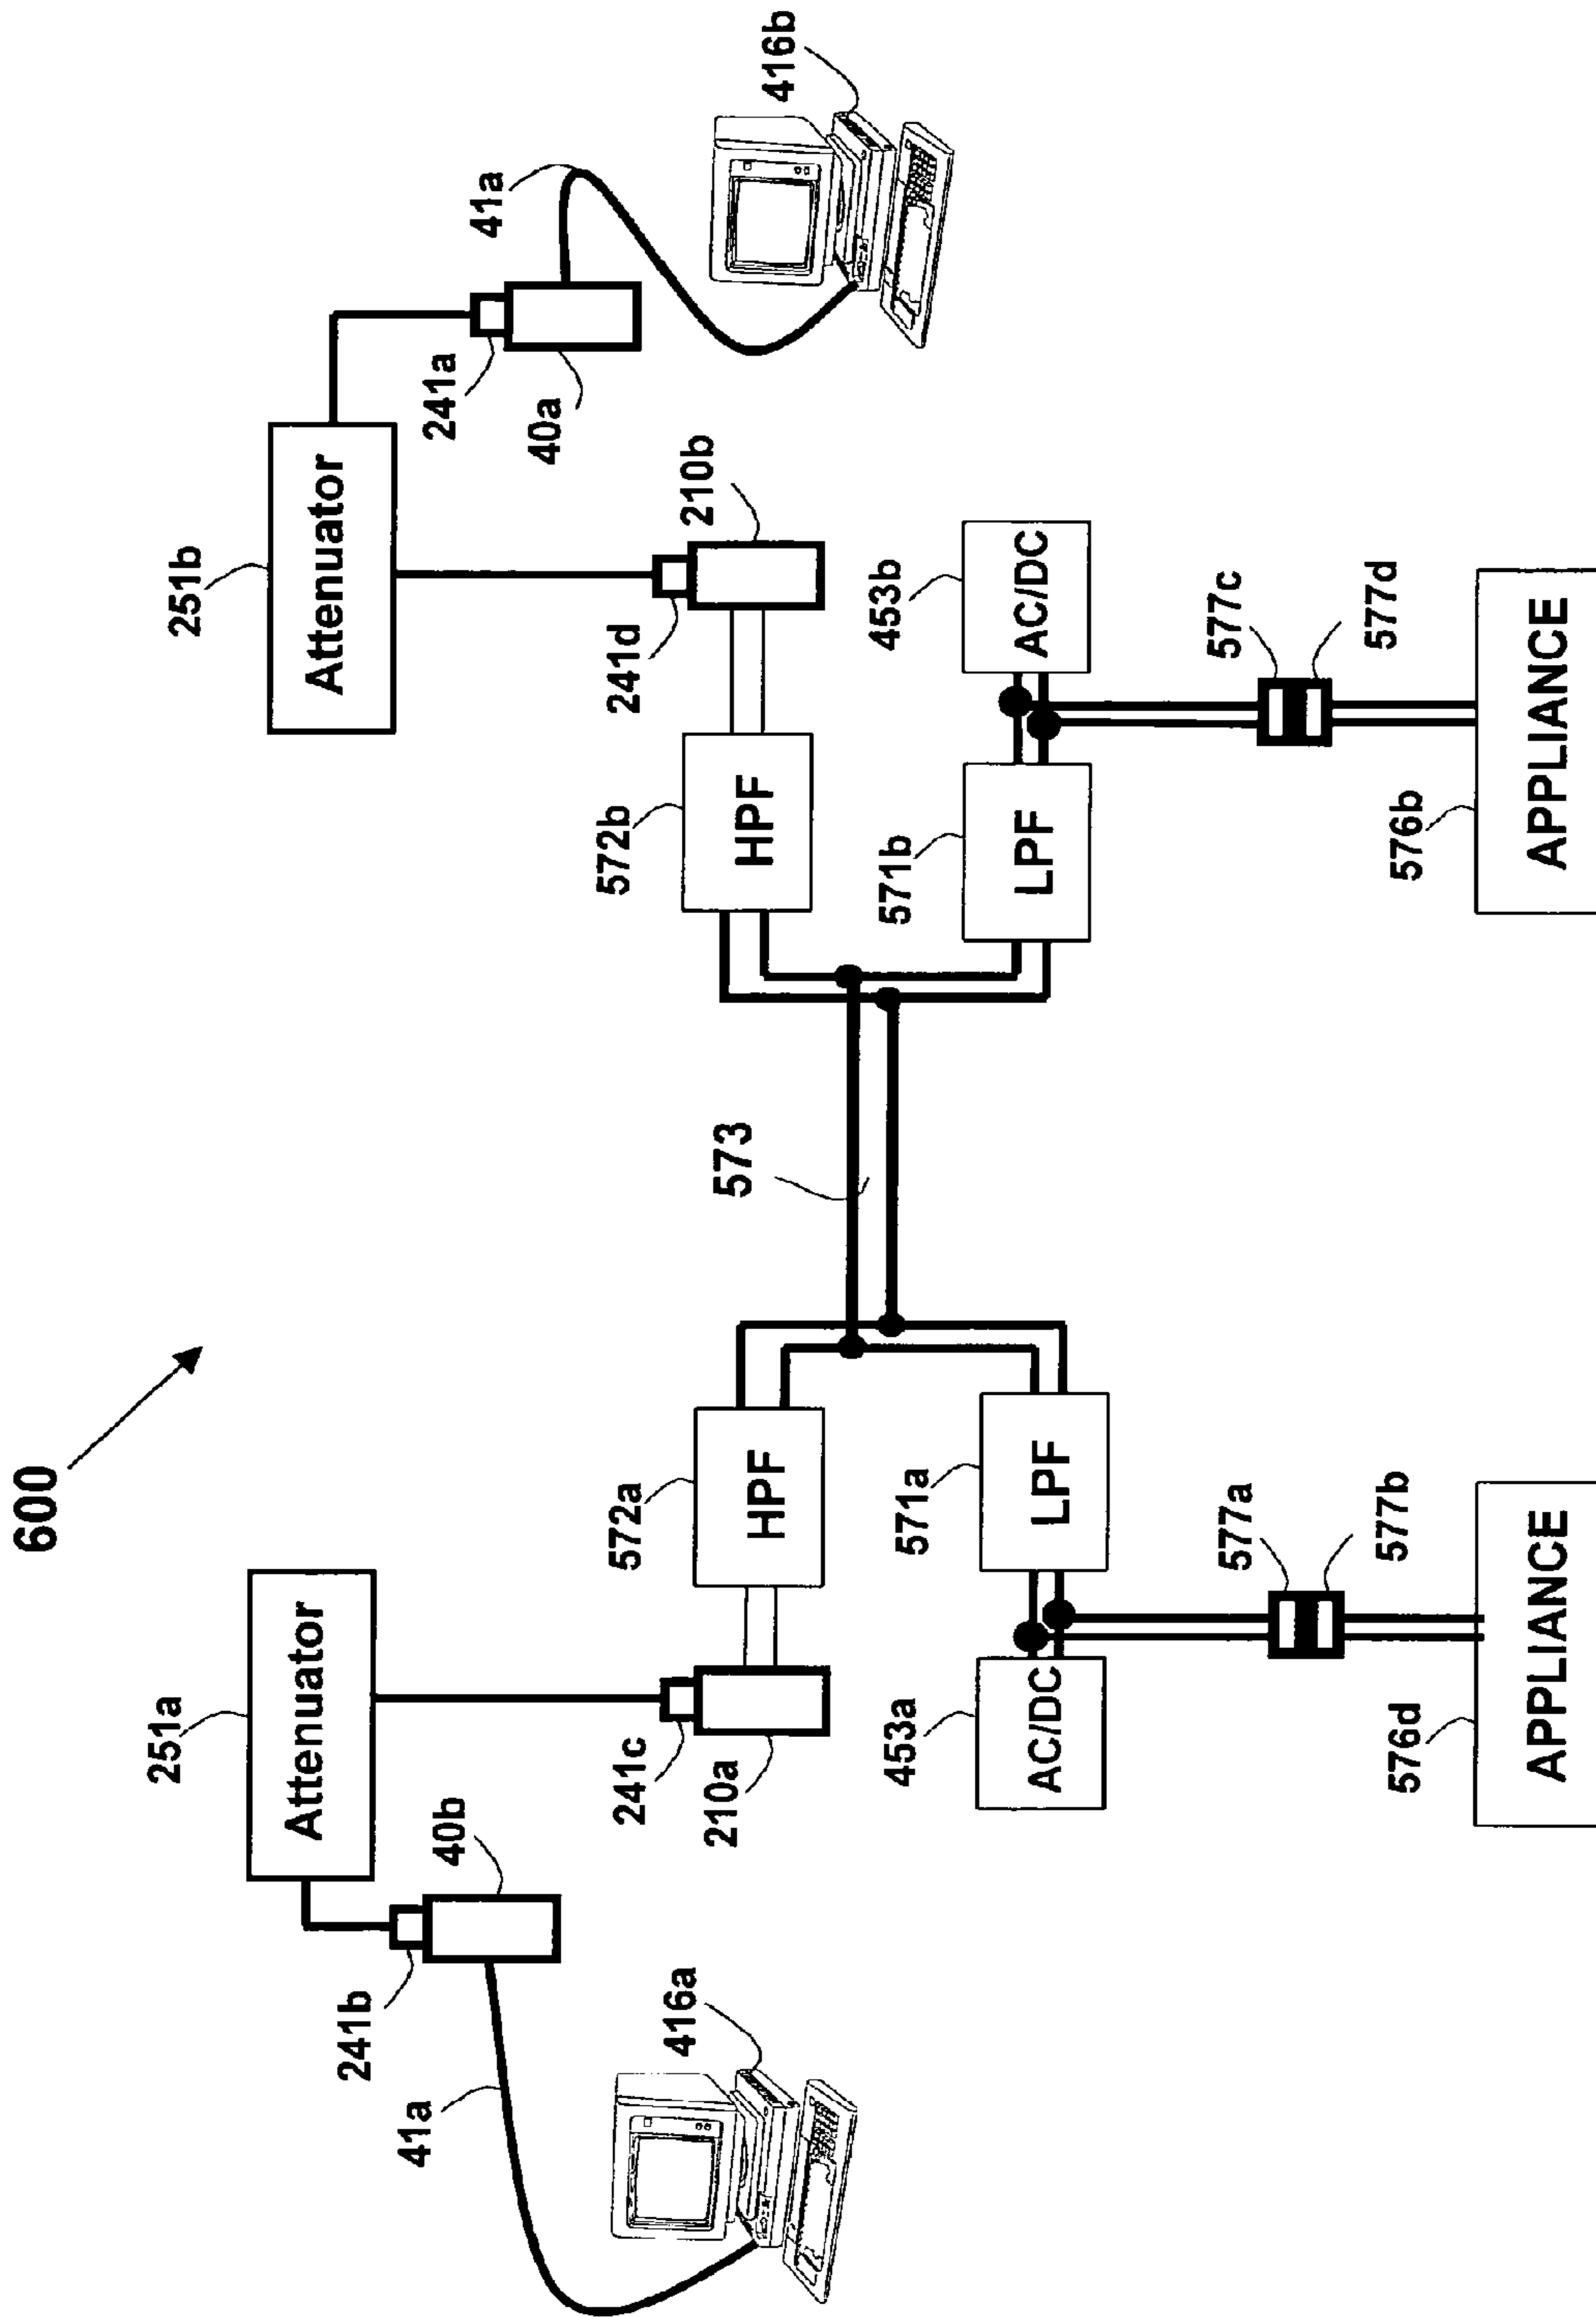 600
251a
Attenuator
251b
Attenuator
241b
40b
41a
416a
241c
210a
572a
HPF
573
572b
HPF
241d
210b
241a
40a
41a
416b
453a
AC/DC
571a
LPF
571b
LPF
453b
AC/DC
577a
577b
577c
577d
576d
APPLIANCE
576b
APPLIANCE